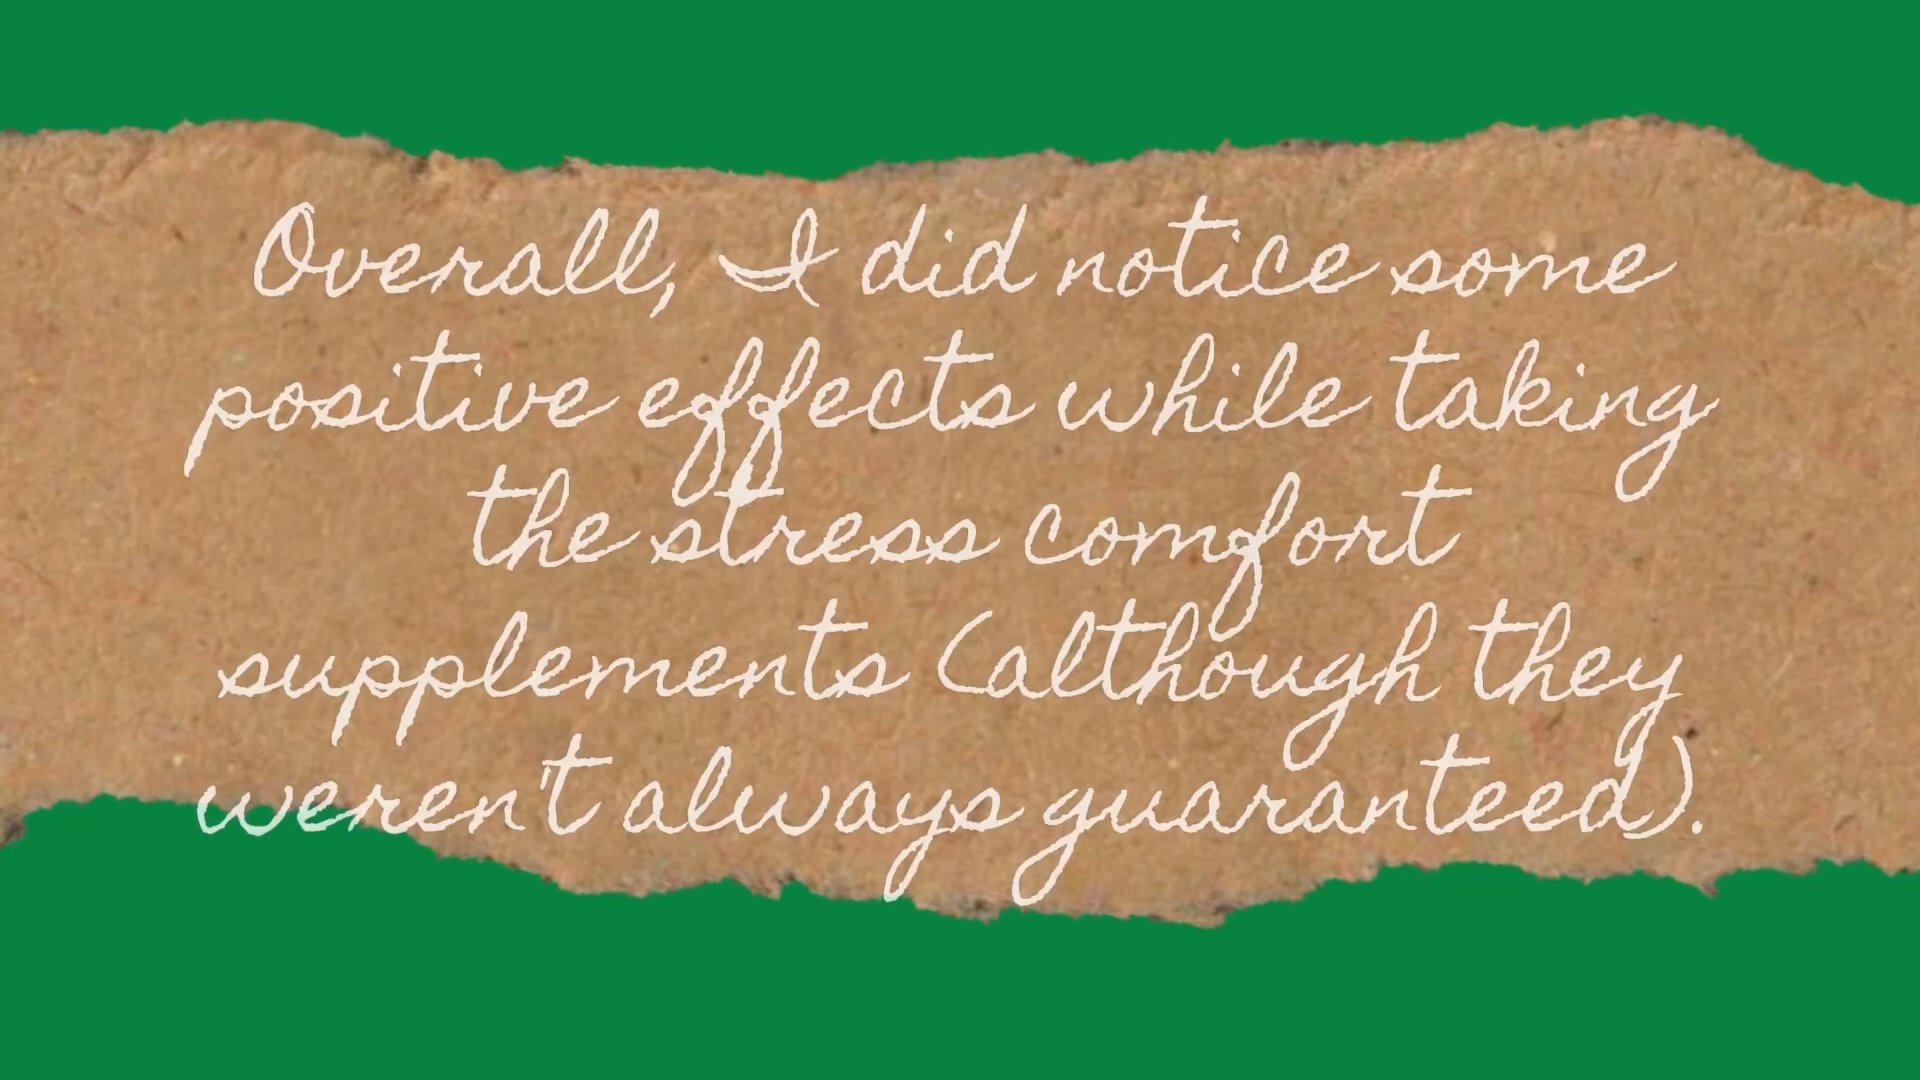 Overall, I did notice some
positive effects while taking
the stress comfort
supplements (although they
weren't always guaranteed).